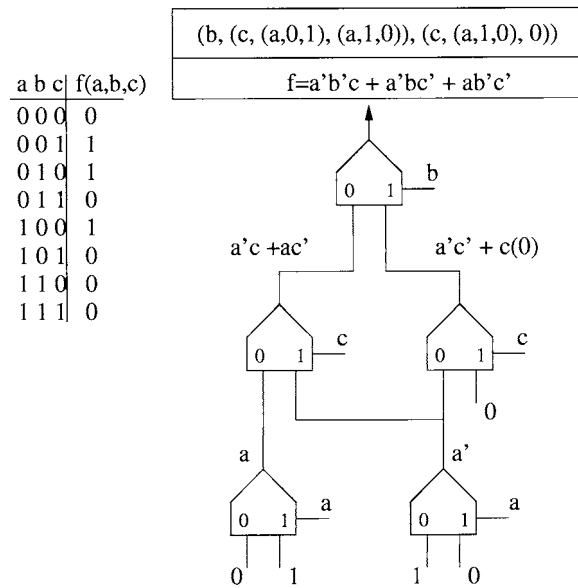 (b, (c, (a,0,1), (a,1,0)), (c, (a,1,0), 0))
f=a'b'c + a'bc' + ab'c'
a b c f(a,b,c)
0 0 0 0
0 0 1 1
0 1 0 1
0 1 1 0
1 0 0 1
1 0 1 0
1 1 0 0
1 1 1 0
0 1 b
a'c +ac' a'c' + c(0)
0 1 c 0 1 c
0
a a'
0 1 a 0 1 a
0 1 1 0